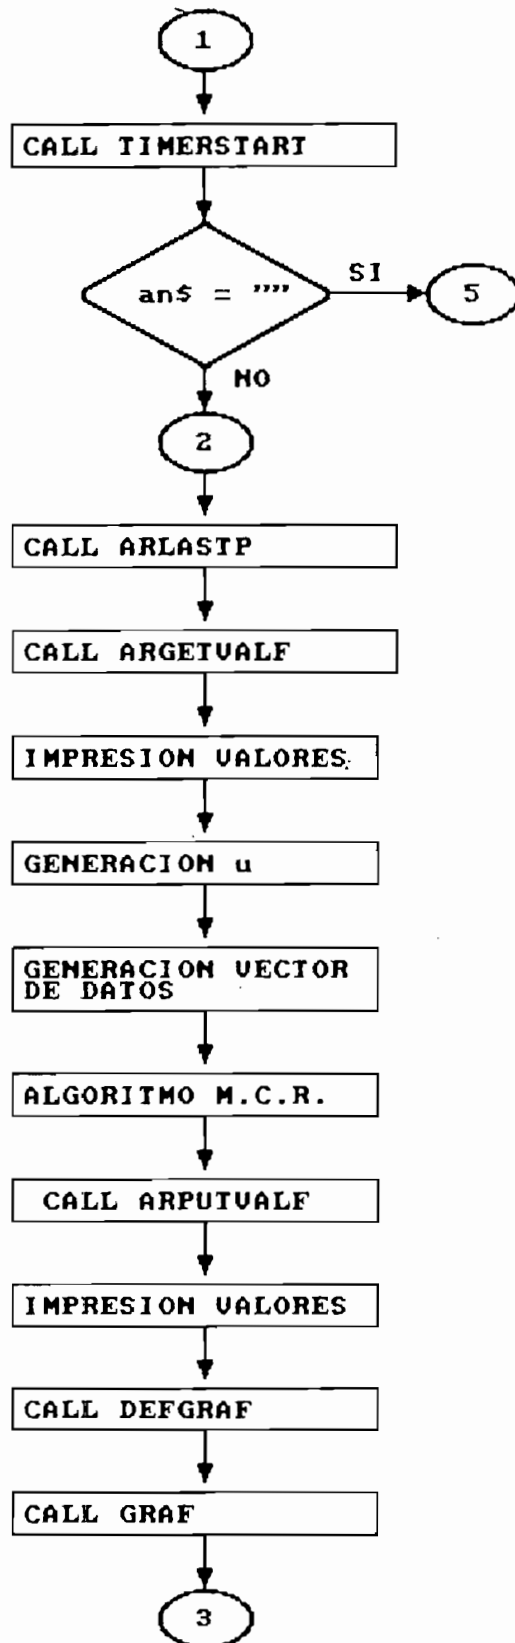 1
CALL TIMERSTART
an$ = """"
SI
5
NO
2
CALL ARLASTP
CALL ARGETVALF
IMPRESION VALORES
GENERACION u
GENERACION VECTOR
DE DATOS
ALGORITMO M.C.R.
CALL ARPUTVALF
IMPRESION VALORES
CALL DEFGRAF
CALL GRAF
3